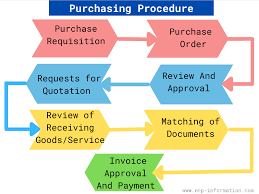 Purchasing Procedure
Purchase
Requisition
Purchase
Order
Requests for
Quotation
Review And
Approval
Review of
Receiving
Goods/Service
Matching of
Documents
Invoice
Approval
And Payment
www.erp-information.com